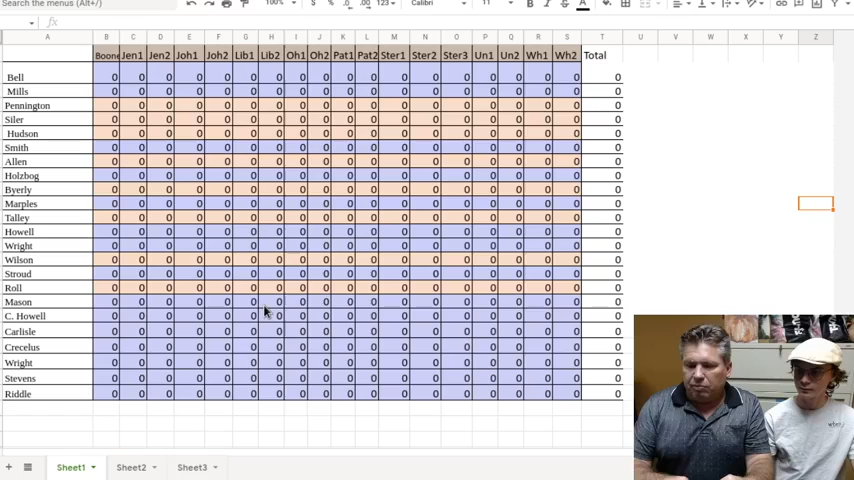 Search the menus (Alt+/) 100% $ % .0 .00 123 Calibri 11 A
fx
A B C D E F G H I J K L M N O P Q R S T U V W X Y Z
Boone Jen1 Jen2 Joh1 Joh2 Lib1 Lib2 Oh1 Oh2 Pat1 Pat2 Ster1 Ster2 Ster3 Un1 Un2 Wh1 Wh2 Total
Bell 0 0 0 0 0 0 0 0 0 0 0 0 0 0 0 0 0 0 0
Mills 0 0 0 0 0 0 0 0 0 0 0 0 0 0 0 0 0 0 0
Pennington 0 0 0 0 0 0 0 0 0 0 0 0 0 0 0 0 0 0 0
Siler 0 0 0 0 0 0 0 0 0 0 0 0 0 0 0 0 0 0 0
Hudson 0 0 0 0 0 0 0 0 0 0 0 0 0 0 0 0 0 0 0
Smith 0 0 0 0 0 0 0 0 0 0 0 0 0 0 0 0 0 0 0
Allen 0 0 0 0 0 0 0 0 0 0 0 0 0 0 0 0 0 0 0
Holzbog 0 0 0 0 0 0 0 0 0 0 0 0 0 0 0 0 0 0 0
Byerly 0 0 0 0 0 0 0 0 0 0 0 0 0 0 0 0 0 0 0
Marples 0 0 0 0 0 0 0 0 0 0 0 0 0 0 0 0 0 0 0
Talley 0 0 0 0 0 0 0 0 0 0 0 0 0 0 0 0 0 0 0
Howell 0 0 0 0 0 0 0 0 0 0 0 0 0 0 0 0 0 0 0
Wright 0 0 0 0 0 0 0 0 0 0 0 0 0 0 0 0 0 0 0
Wilson 0 0 0 0 0 0 0 0 0 0 0 0 0 0 0 0 0 0 0
Stroud 0 0 0 0 0 0 0 0 0 0 0 0 0 0 0 0 0 0 0
Roll 0 0 0 0 0 0 0 0 0 0 0 0 0 0 0 0 0 0 0
Mason 0 0 0 0 0 0 0 0 0 0 0 0 0 0 0 0 0 0 0
C. Howell 0 0 0 0 0 0 0 0 0 0 0 0 0 0 0 0 0 0 0
Carlisle 0 0 0 0 0 0 0 0 0 0 0 0 0 0 0 0 0 0 0
Crecelus 0 0 0 0 0 0 0 0 0 0 0 0 0 0 0 0 0 0 0
Wright 0 0 0 0 0 0 0 0 0 0 0 0 0 0 0 0 0 0 0
Stevens 0 0 0 0 0 0 0 0 0 0 0 0 0 0 0 0 0 0 0
Riddle 0 0 0 0 0 0 0 0 0 0 0 0 0 0 0 0 0 0 0
Sheet1 Sheet2 Sheet3